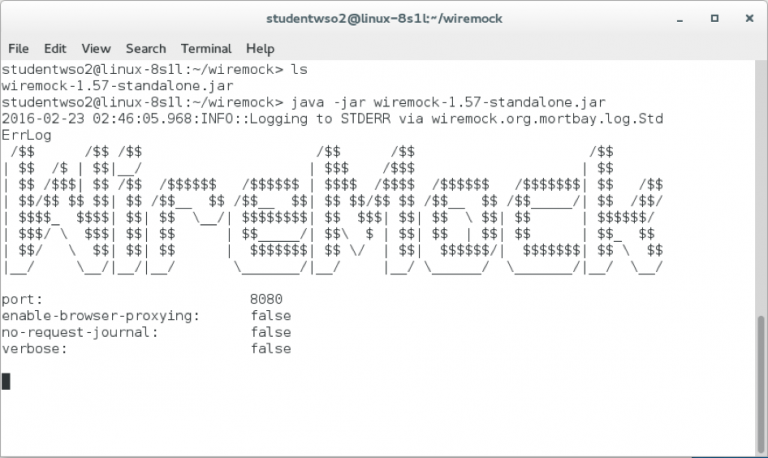 studentwso2@linux-8s1l:~/wiremock
File Edit View Search Terminal Help
studentwso2@linux-8s1l:~/wiremock> ls
wiremock-1.57-standalone.jar
studentwso2@linux-8s1l:~/wiremock> java -jar wiremock-1.57-standalone.jar
2016-02-23 02:46:05.968:INFO::Logging to STDERR via wiremock.org.mortbay.log.Std
ErrLog
 /$$      /$$ /$$                     /$$      /$$                    /$$
| $$  /$ | $$|__/                    | $$$    /$$$                   | $$
| $$ /$$$| $$ /$$  /$$$$$$   /$$$$$$ | $$$$  /$$$$  /$$$$$$   /$$$$$$$| $$   /$$
| $$/$$ $$ $$| $$ /$$__  $$ /$$__  $$| $$ $$/$$ $$ /$$__  $$ /$$_____/| $$  /$$/
| $$$$_  $$$$| $$| $$  \__/| $$$$$$$$| $$  $$$| $$| $$  \ $$| $$      | $$$$$$/
| $$$/ \  $$$| $$| $$      | $$_____/| $$\  $ | $$| $$  | $$| $$      | $$_  $$
| $$/   \  $$| $$| $$      |  $$$$$$$| $$ \/  | $$|  $$$$$$/|  $$$$$$$| $$ \  $$
|__/     \__/|__/|__/       \_______/|__/     |__/ \______/  \_______/|__/  \__/
port: 8080
enable-browser-proxying: false
no-request-journal: false
verbose: false